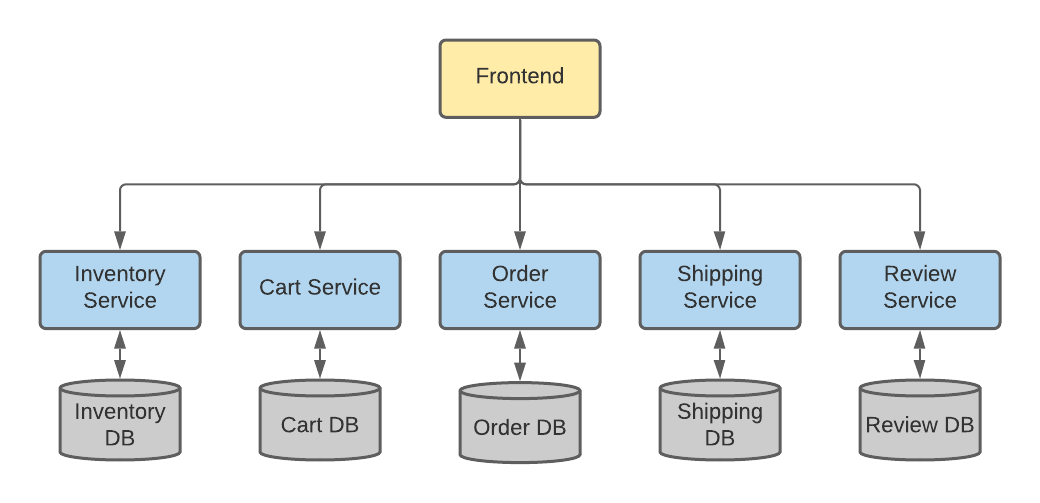 Frontend
Inventory
Service
Cart Service
Order
Service
Shipping
Service
Review
Service
Inventory
DB
Cart DB
Order DB
Shipping
DB
Review DB